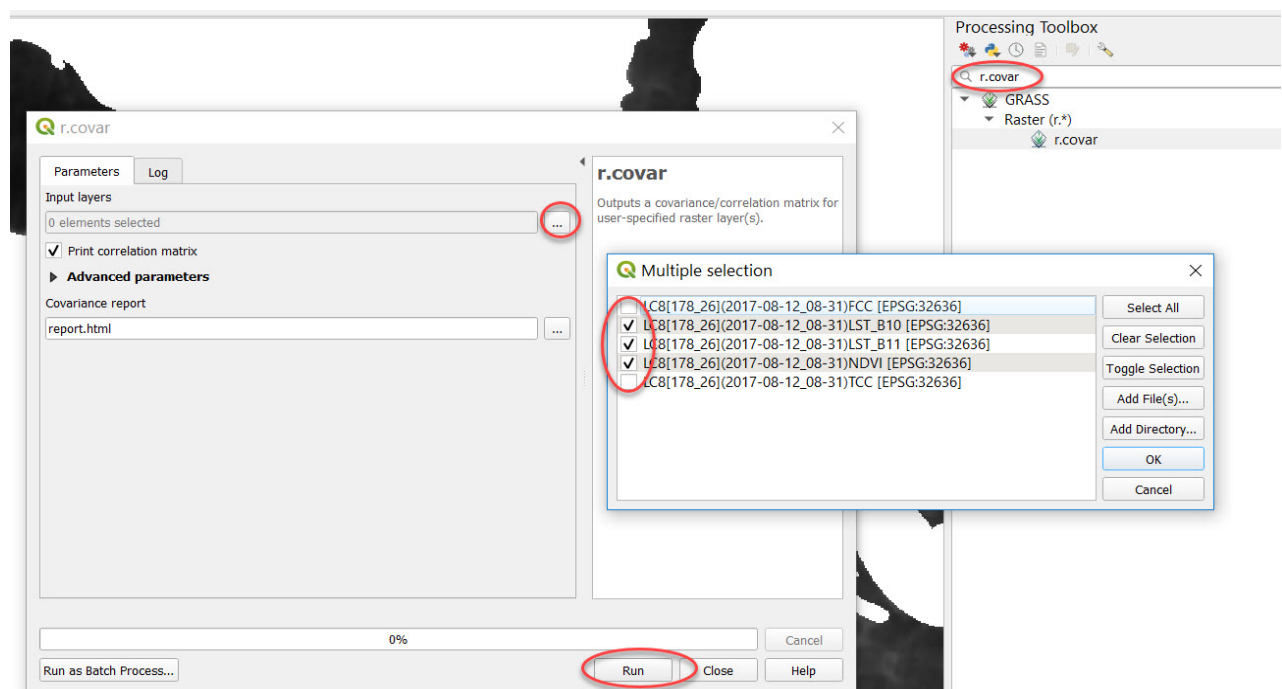 Processing Toolbox
r.covar
GRASS
Raster (r.*)
r.covar
r.covar
Parameters
Log
Input layers
0 elements selected
...
Print correlation matrix
Advanced parameters
Covariance report
report.html
...
r.covar
Outputs a covariance/correlation matrix for
user-specified raster layer(s).
Multiple selection
LC8[178_26](2017-08-12_08-31)FCC [EPSG:32636]
LC8[178_26](2017-08-12_08-31)LST_B10 [EPSG:32636]
LC8[178_26](2017-08-12_08-31)LST_B11 [EPSG:32636]
LC8[178_26](2017-08-12_08-31)NDVI [EPSG:32636]
LC8[178_26](2017-08-12_08-31)TCC [EPSG:32636]
Select All
Clear Selection
Toggle Selection
Add File(s)...
Add Directory...
OK
Cancel
0%
Cancel
Run as Batch Process...
Run
Close
Help